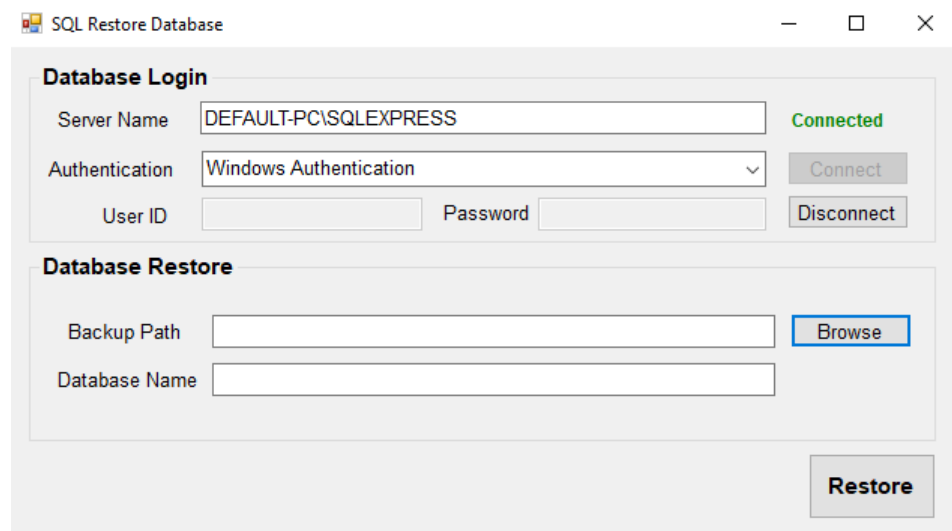 SQL Restore Database
Database Login
Server Name DEFAULT-PC\SQLEXPRESS Connected
Authentication Windows Authentication Connect
User ID Password Disconnect
Database Restore
Backup Path Browse
Database Name
Restore